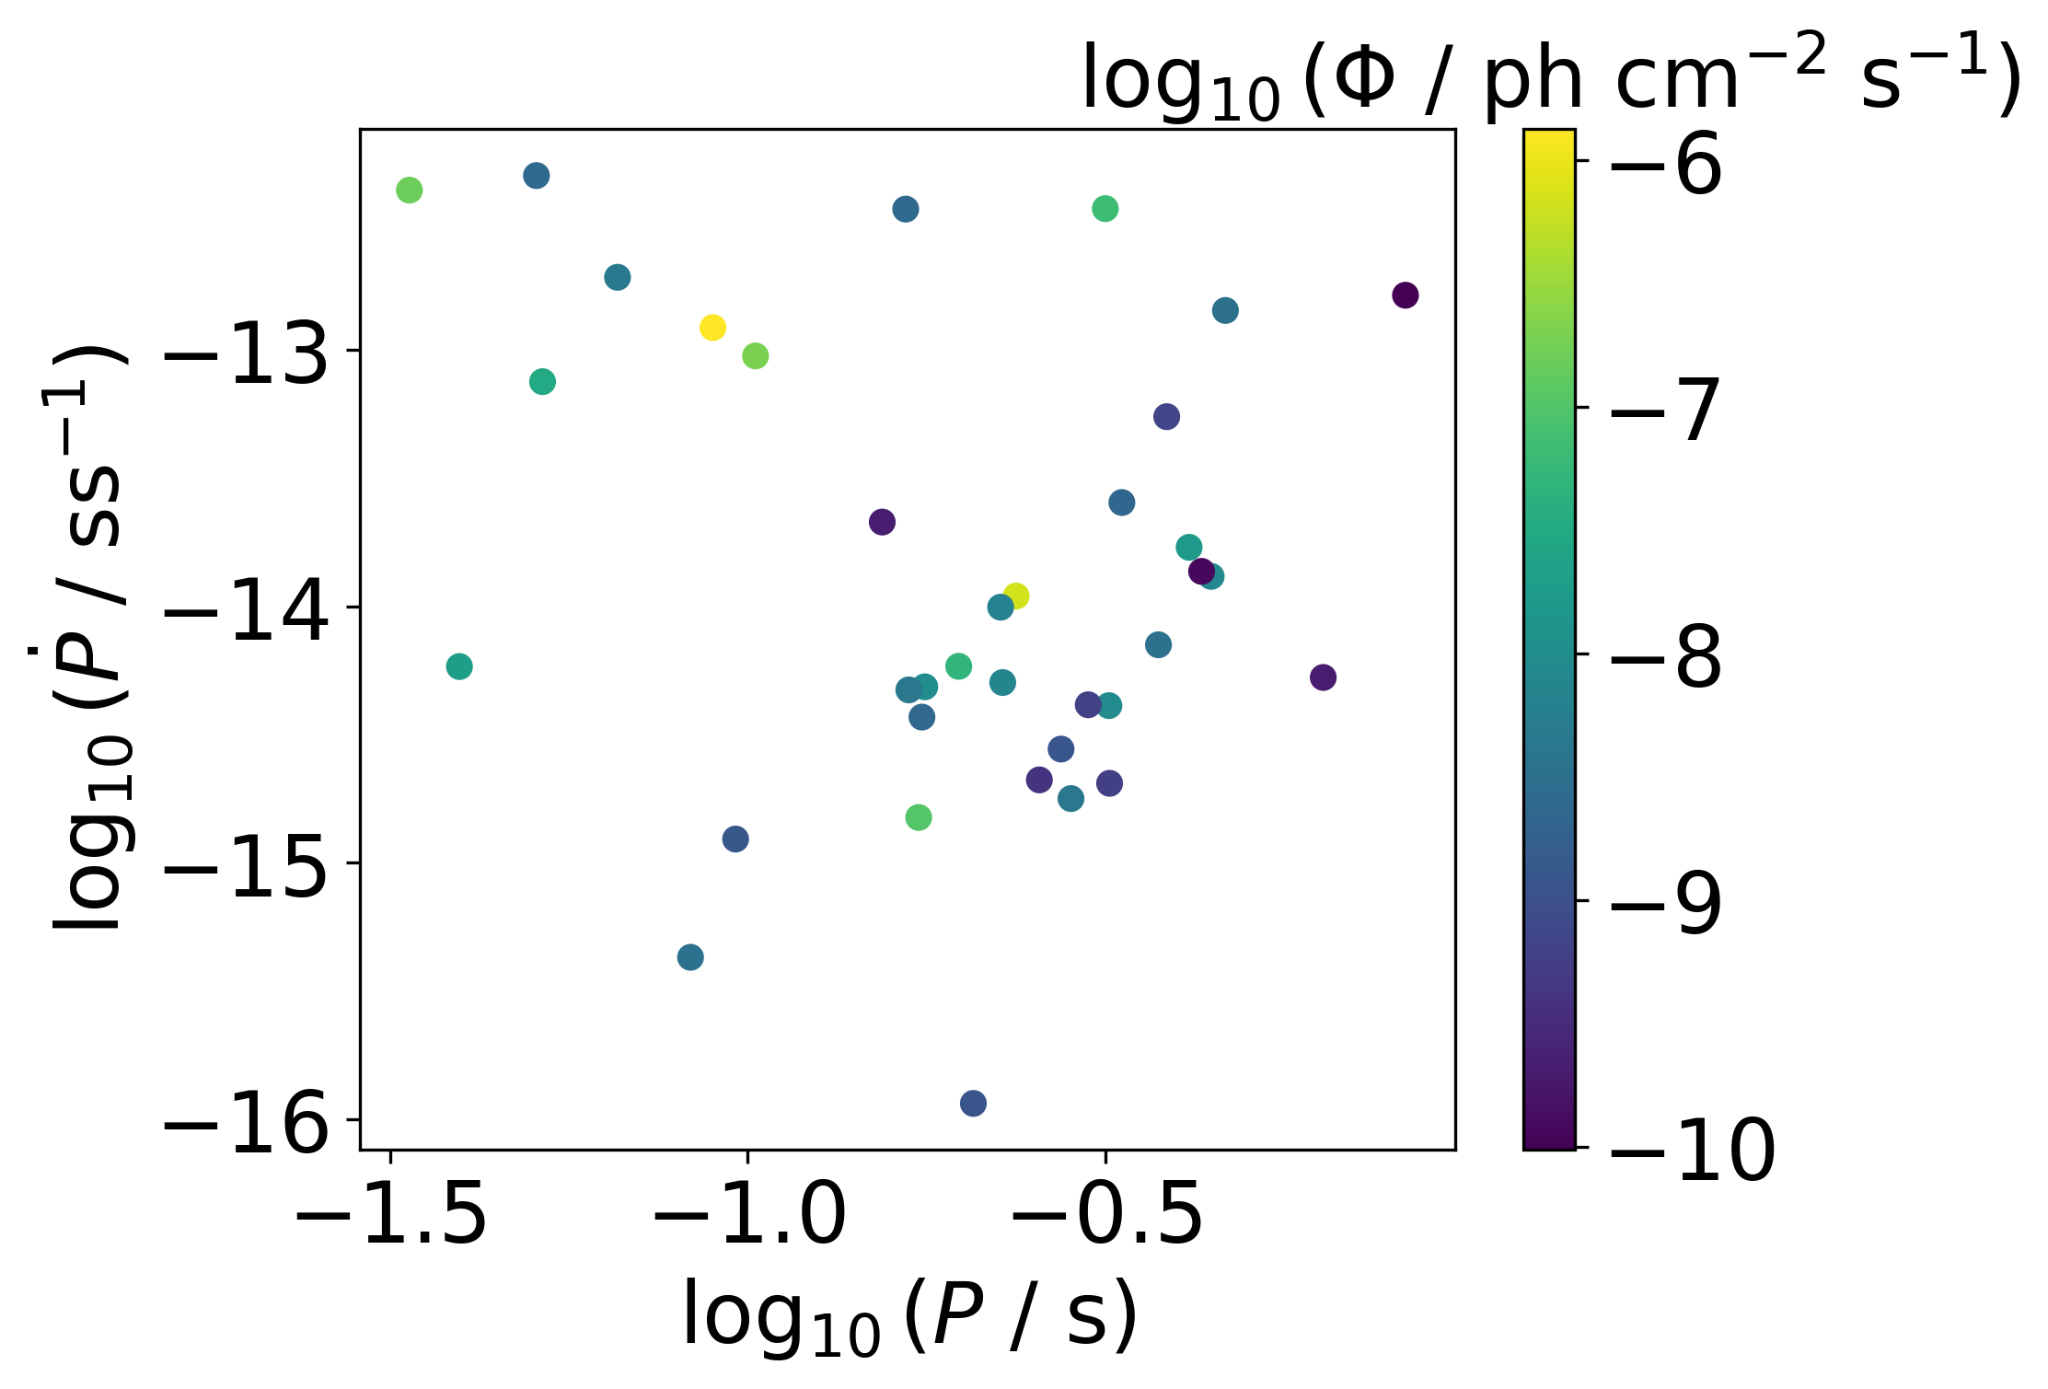 log₁₀ (Φ / ph cm⁻² s⁻¹)
−6
−7
−8
−9
−10
log₁₀ (Ṗ / ss⁻¹)
−13
−14
−15
−16
−1.5 −1.0 −0.5
log₁₀ (P / s)